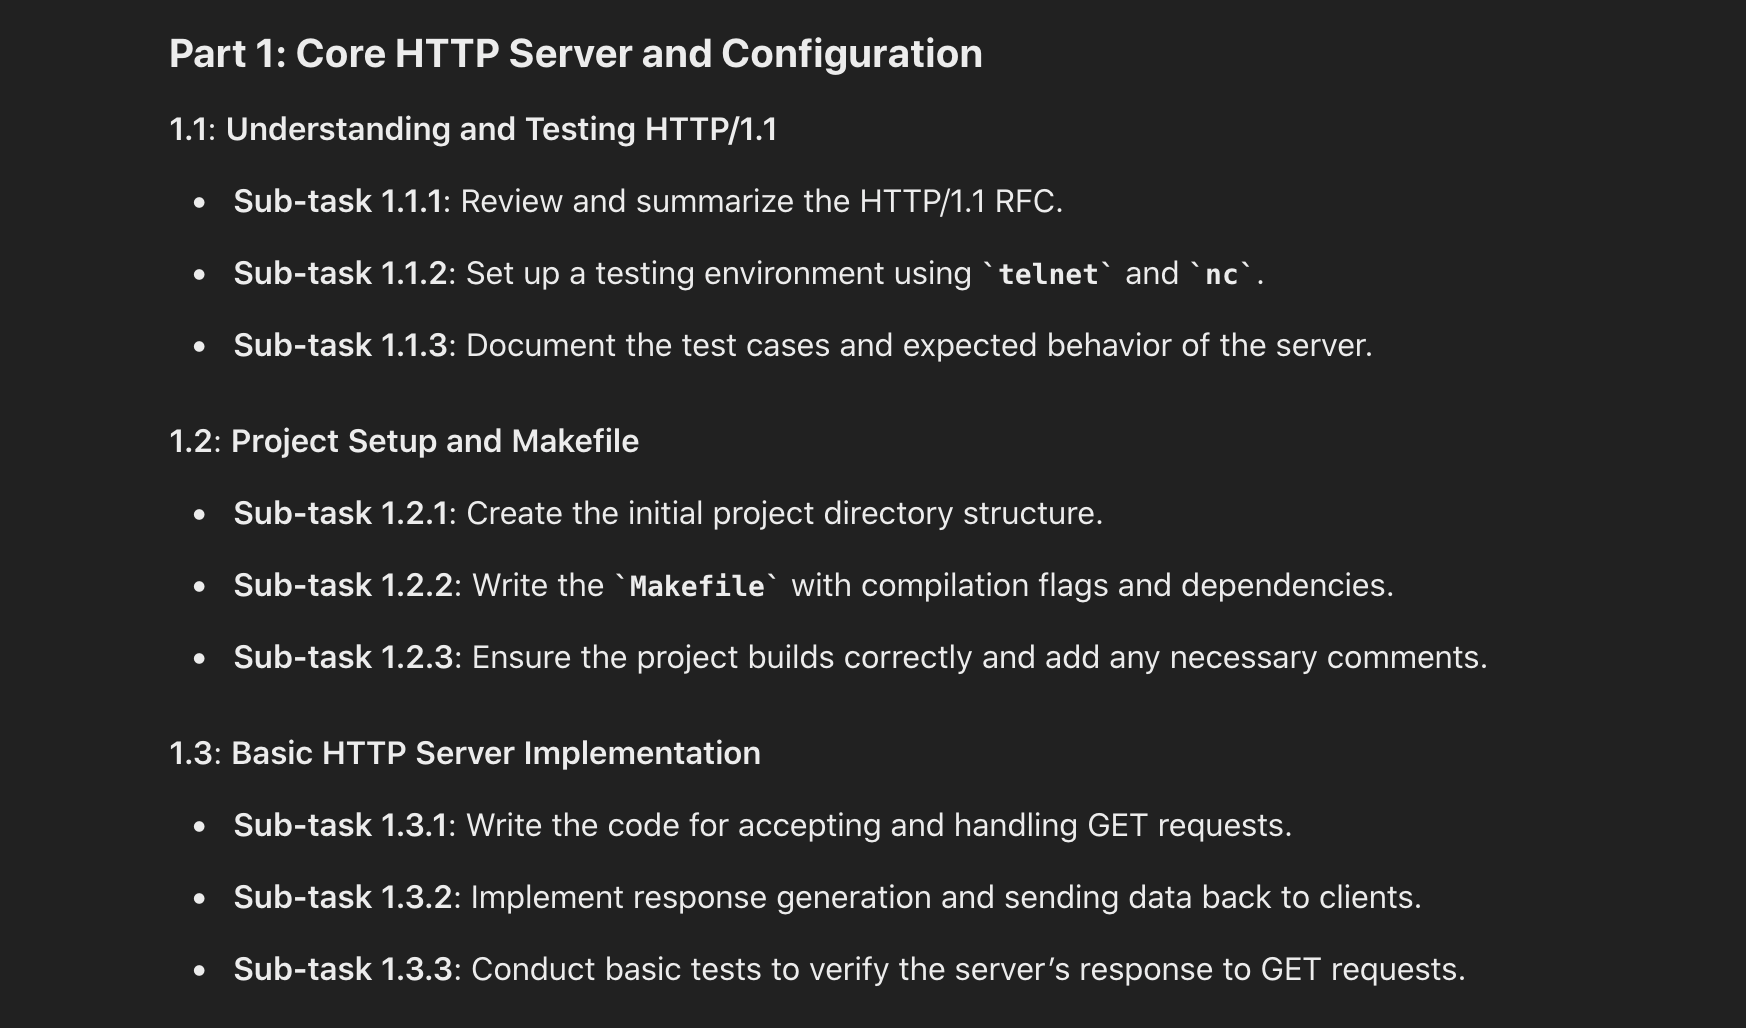 Part 1: Core HTTP Server and Configuration
1.1: Understanding and Testing HTTP/1.1
• Sub-task 1.1.1: Review and summarize the HTTP/1.1 RFC.
• Sub-task 1.1.2: Set up a testing environment using `telnet` and `nc`.
• Sub-task 1.1.3: Document the test cases and expected behavior of the server.
1.2: Project Setup and Makefile
• Sub-task 1.2.1: Create the initial project directory structure.
• Sub-task 1.2.2: Write the `Makefile` with compilation flags and dependencies.
• Sub-task 1.2.3: Ensure the project builds correctly and add any necessary comments.
1.3: Basic HTTP Server Implementation
• Sub-task 1.3.1: Write the code for accepting and handling GET requests.
• Sub-task 1.3.2: Implement response generation and sending data back to clients.
• Sub-task 1.3.3: Conduct basic tests to verify the server’s response to GET requests.